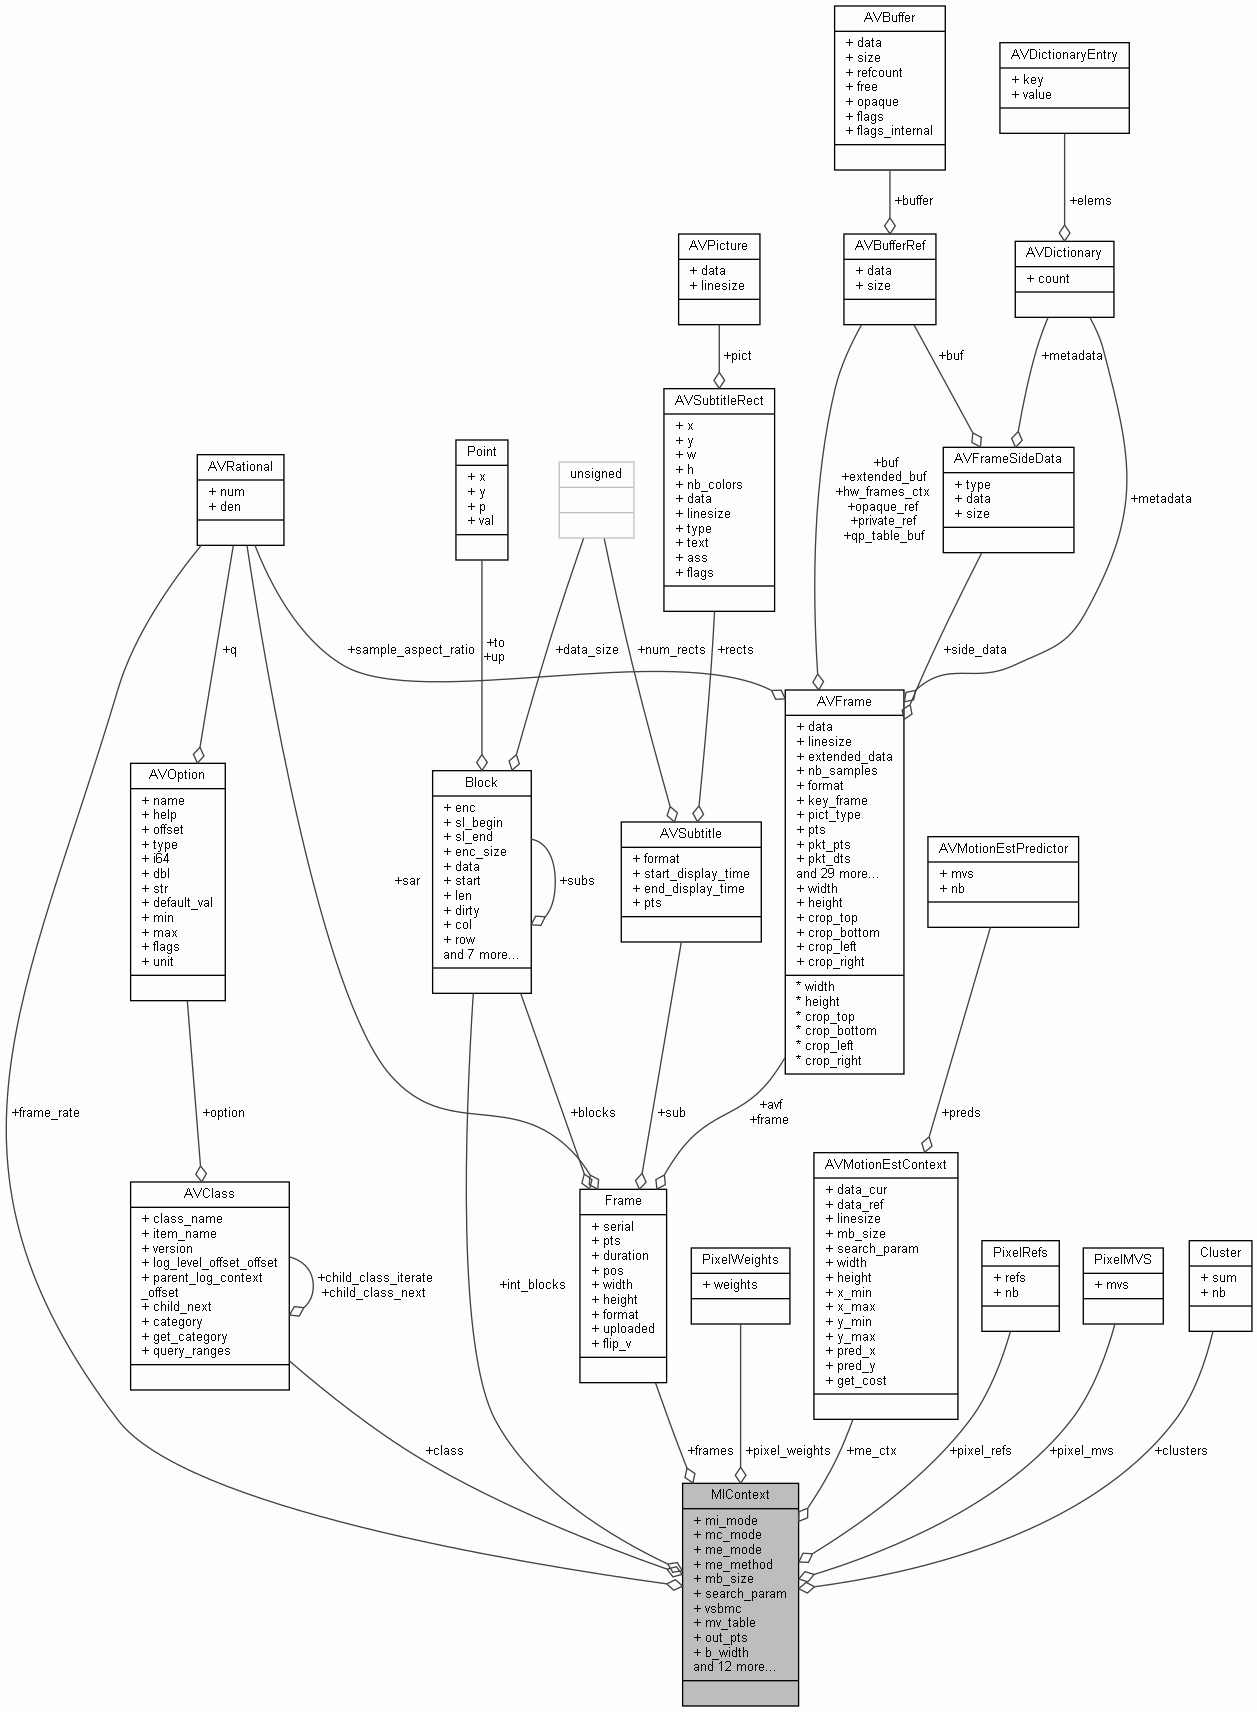 AVBuffer
+ data
+ size
+ refcount
+ free
+ opaque
+ flags
+ flags_internal
AVDictionaryEntry
+ key
+ value
+buffer
+elems
AVPicture
+ data
+ linesize
AVBufferRef
+ data
+ size
AVDictionary
+ count
+pict
+buf
+metadata
AVSubtitleRect
+ x
+ y
+ w
+ h
+ nb_colors
+ data
+ linesize
+ type
+ text
+ ass
+ flags
AVRational
+ num
+ den
Point
+ x
+ y
+ p
+ val
unsigned
+buf
+extended_buf
+hw_frames_ctx
+opaque_ref
+private_ref
+qp_table_buf
AVFrameSideData
+ type
+ data
+ size
+metadata
+q
+sample_aspect_ratio
+to
+up
+data_size
+num_rects
+rects
+side_data
AVOption
+ name
+ help
+ offset
+ type
+ i64
+ dbl
+ str
+ default_val
+ min
+ max
+ flags
+ unit
+sar
Block
+ enc
+ sl_begin
+ sl_end
+ enc_size
+ data
+ start
+ len
+ dirty
+ col
+ row
and 7 more...
+subs
AVSubtitle
+ format
+ start_display_time
+ end_display_time
+ pts
AVFrame
+ data
+ linesize
+ extended_data
+ nb_samples
+ format
+ key_frame
+ pict_type
+ pts
+ pkt_pts
+ pkt_dts
and 29 more...
+ width
+ height
+ crop_top
+ crop_bottom
+ crop_left
+ crop_right
* width
* height
* crop_top
* crop_bottom
* crop_left
* crop_right
AVMotionEstPredictor
+ mvs
+ nb
+frame_rate
+option
+blocks
+sub
+avf
+frame
+preds
AVClass
+ class_name
+ item_name
+ version
+ log_level_offset_offset
+ parent_log_context
_offset
+ child_next
+ category
+ get_category
+ query_ranges
+child_class_iterate
+child_class_next
+int_blocks
Frame
+ serial
+ pts
+ duration
+ pos
+ width
+ height
+ format
+ uploaded
+ flip_v
PixelWeights
+ weights
AVMotionEstContext
+ data_cur
+ data_ref
+ linesize
+ mb_size
+ search_param
+ width
+ height
+ x_min
+ x_max
+ y_min
+ y_max
+ pred_x
+ pred_y
+ get_cost
PixelRefs
+ refs
+ nb
PixelMVS
+ mvs
Cluster
+ sum
+ nb
+class
+frames
+pixel_weights
+me_ctx
+pixel_refs
+pixel_mvs
+clusters
MIContext
+ mi_mode
+ mc_mode
+ me_mode
+ me_method
+ mb_size
+ search_param
+ vsbmc
+ mv_table
+ out_pts
+ b_width
and 12 more...